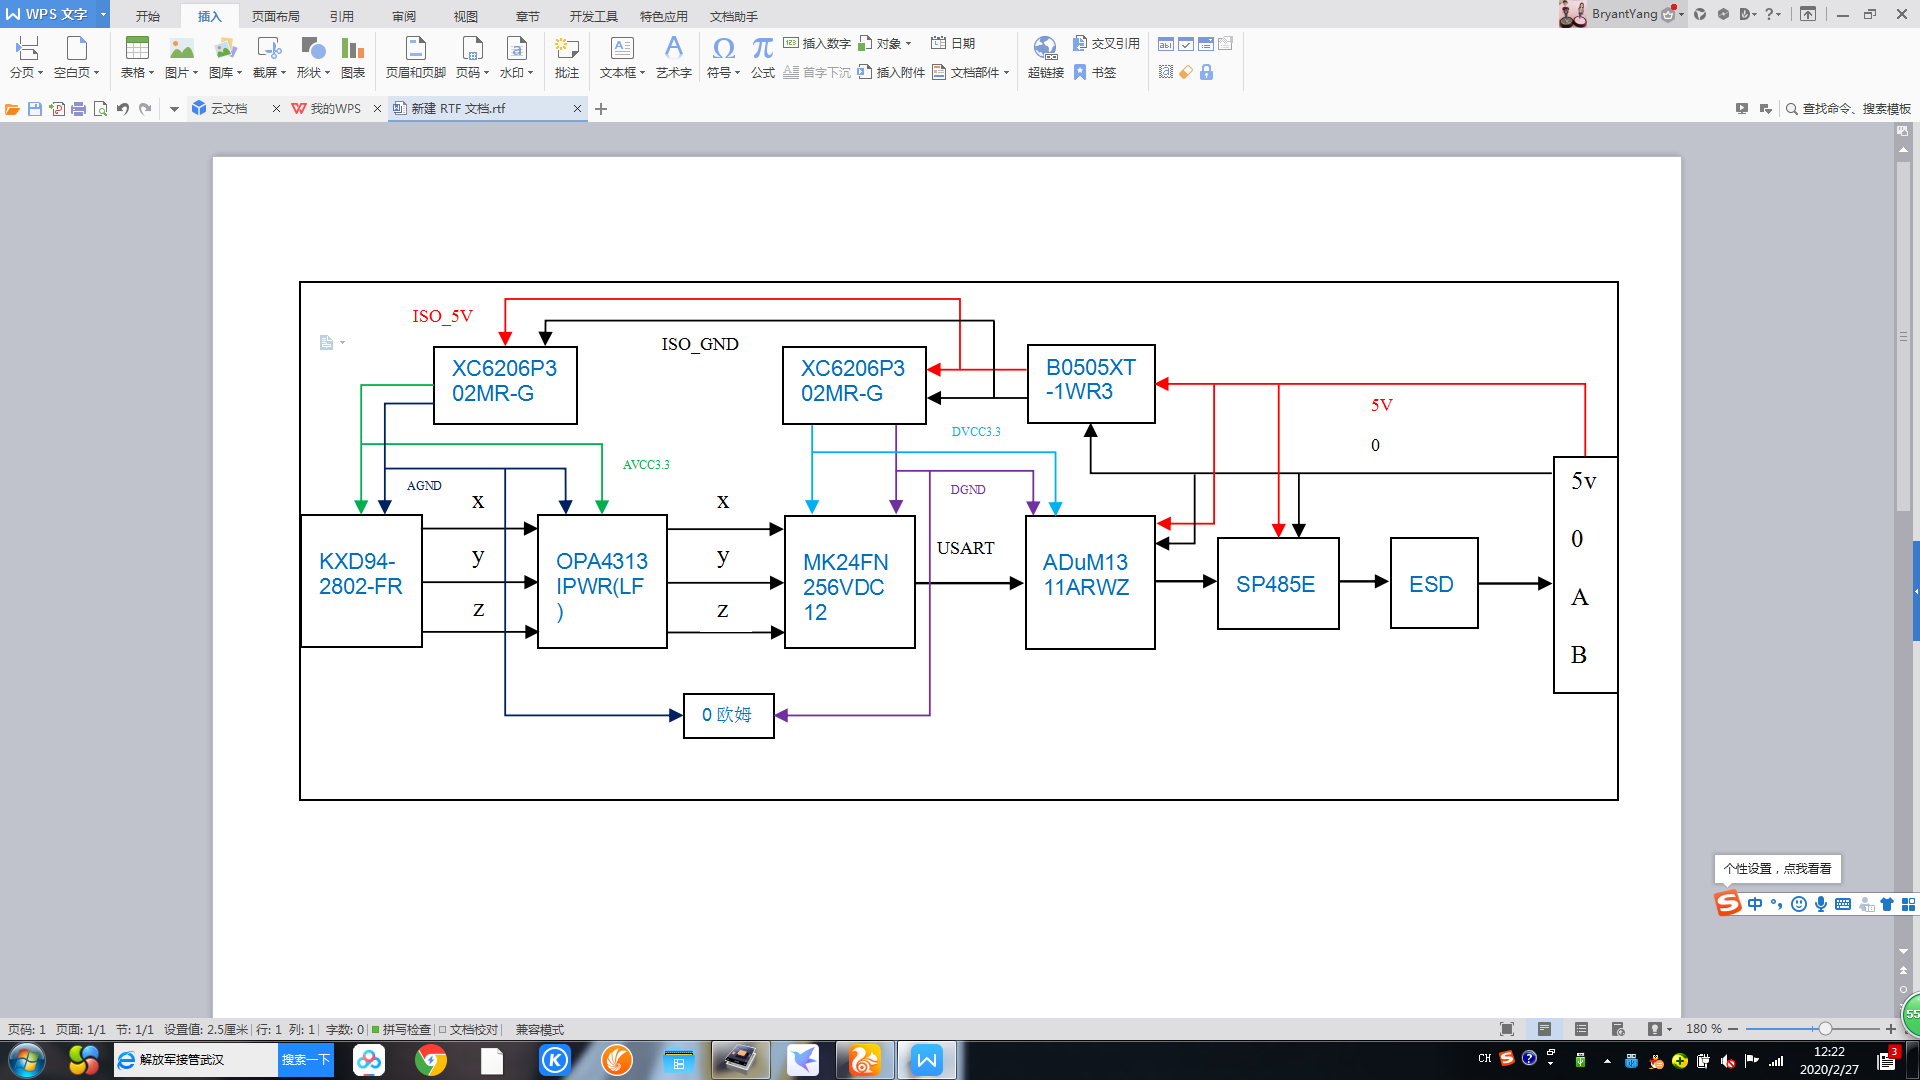 WPS 文字
开始
插入
页面布局
引用
审阅
视图
章节
开发工具
特色应用
文档助手
BryantYang
分页
空白页
表格
图片
图库
截屏
形状
图表
页眉和页脚
页码
水印
批注
文本框
艺术字
符号
公式
插入数字
首字下沉
对象
插入附件
日期
文档部件
超链接
交叉引用
书签
云文档
我的WPS
新建 RTF 文档.rtf
查找命令、搜索模板
ISO_5V
ISO_GND
XC6206P3
02MR-G
XC6206P3
02MR-G
B0505XT
-1WR3
5V
0
DVCC3.3
AVCC3.3
AGND
DGND
x
y
z
x
y
z
USART
KXD94-
2802-FR
OPA4313
IPWR(LF
)
MK24FN
256VDC
12
ADuM13
11ARWZ
SP485E
ESD
5v
0
A
B
0 欧姆
个性设置，点我看看
中
页码: 1 页面: 1/1 节: 1/1 设置值: 2.5厘米 行: 1 列: 1 字数: 0 拼写检查 文档校对 兼容模式
180 %
55
解放军接管武汉
搜索一下
CH
12:22
2020/2/27
3